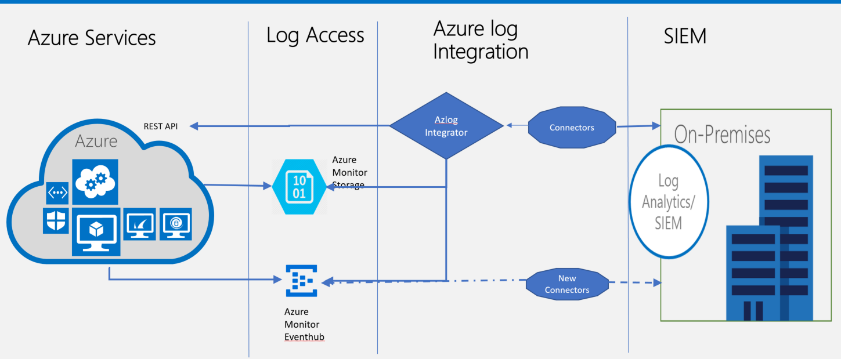 Azure Services
Log Access
Azure log
Integration
SIEM
REST API
Azlog
Integrator
Connectors
On-Premises
Azure
Azure
Monitor
Storage
10
01
Log
Analytics/
SIEM
New
Connectors
Azure
Monitor
Eventhub